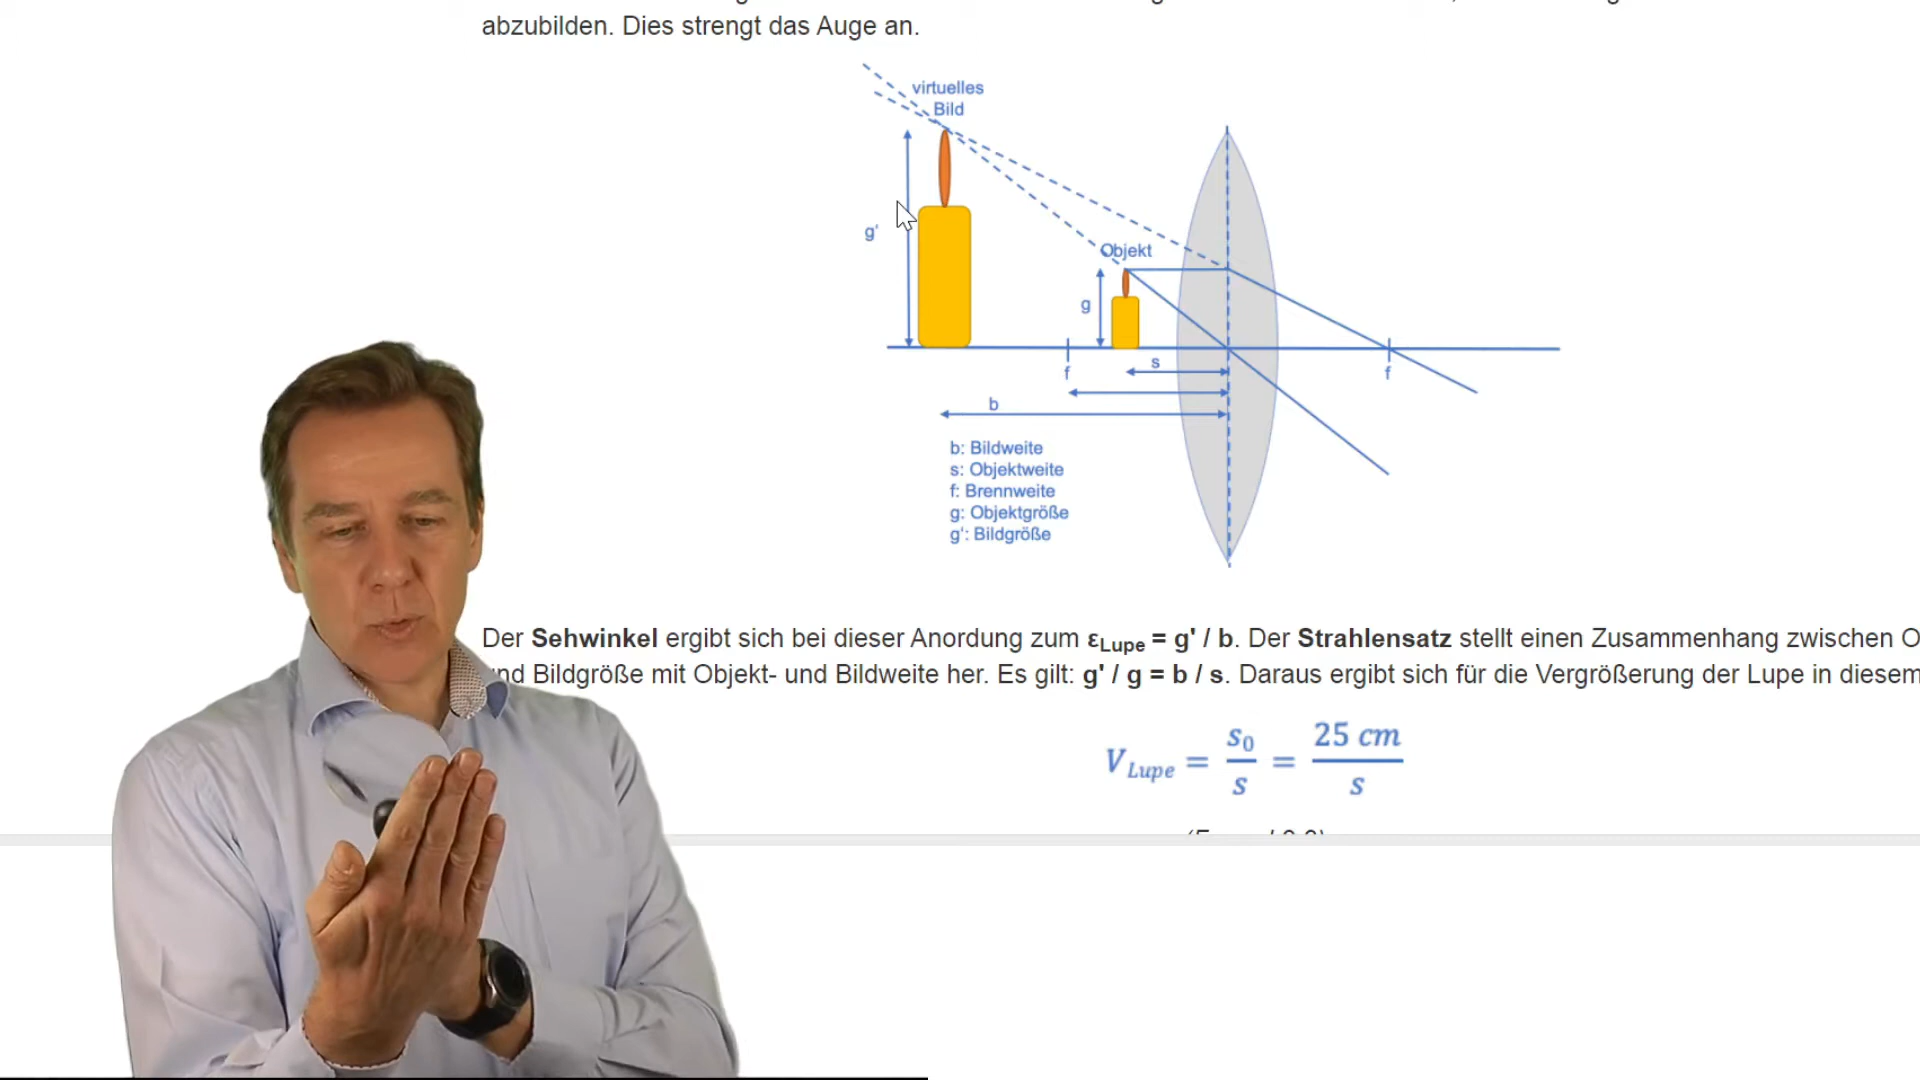 abzubilden. Dies strengt das Auge an.
virtuelles
Bild
g'
Objekt
g
s
f
f
b
b: Bildweite
s: Objektweite
f: Brennweite
g: Objektgröße
g': Bildgröße
Der Sehwinkel ergibt sich bei dieser Anordung zum εLupe = g' / b. Der Strahlensatz stellt einen Zusammenhang zwischen
und Bildgröße mit Objekt- und Bildweite her. Es gilt: g' / g = b / s. Daraus ergibt sich für die Vergrößerung der Lupe in diesem
V_Lupe = s₀/s = 25 cm/s